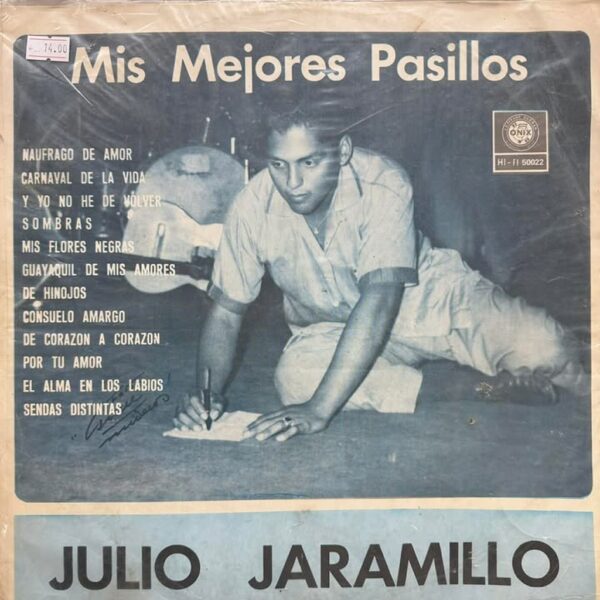 14.00
Mis Mejores Pasillos
ONIX
HI-FI 50022
NAUFRAGO DE AMOR
CARNAVAL DE LA VIDA
Y YO NO HE DE VOLVER
SOMBRAS
MIS FLORES NEGRAS
GUAYAQUIL DE MIS AMORES
DE HINOJOS
CONSUELO AMARGO
DE CORAZON A CORAZON
POR TU AMOR
EL ALMA EN LOS LABIOS
SENDAS DISTINTAS
JULIO JARAMILLO